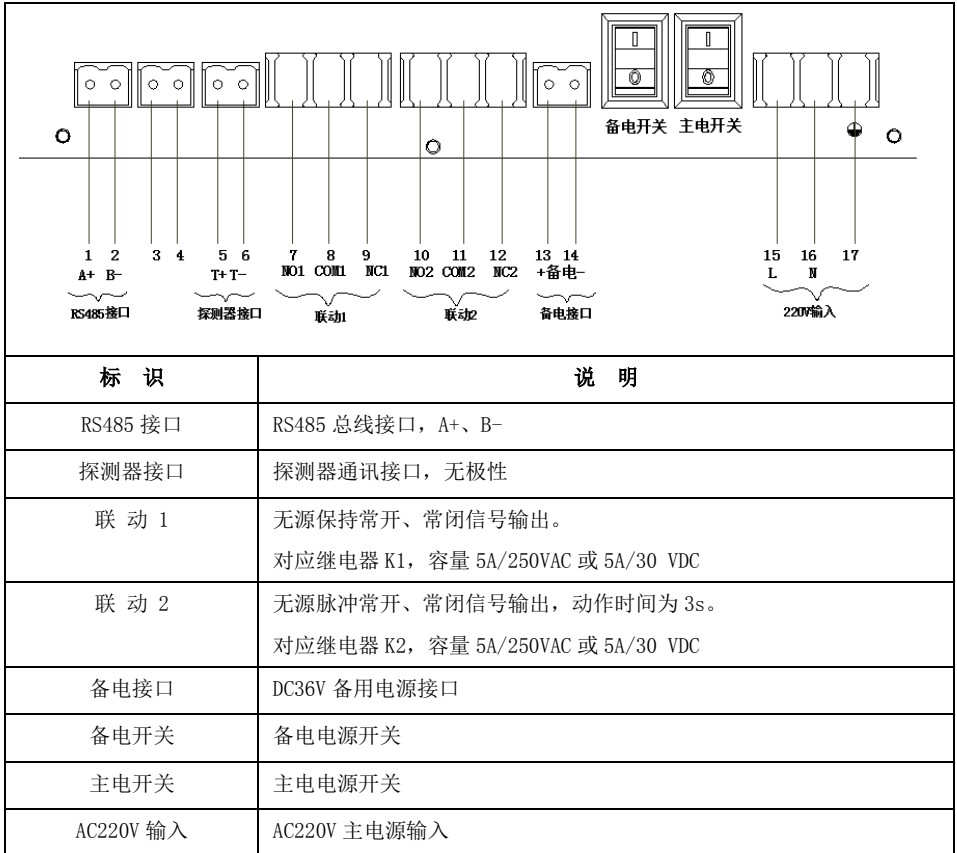 备电开关 主电开关
1 2 3 4 5 6 7 8 9 10 11 12 13 14 15 16 17
A+ B- T+ T- NO1 COM1 NC1 NO2 COM2 NC2 +备电- L N
RS485接口 探测器接口 联动1 联动2 备电接口 220V输入
标 识 说 明
RS485 接口 RS485 总线接口，A+、B-
探测器接口 探测器通讯接口，无极性
联 动 1 无源保持常开、常闭信号输出。
对应继电器 K1，容量 5A/250VAC 或 5A/30 VDC
联 动 2 无源脉冲常开、常闭信号输出，动作时间为 3s。
对应继电器 K2，容量 5A/250VAC 或 5A/30 VDC
备电接口 DC36V 备用电源接口
备电开关 备电电源开关
主电开关 主电电源开关
AC220V 输入 AC220V 主电源输入